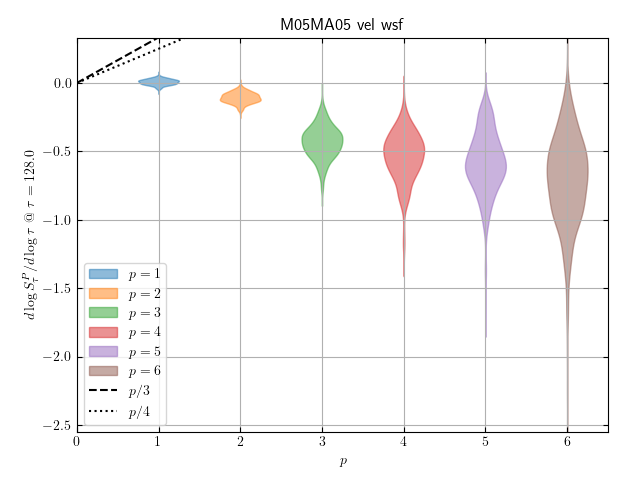 M05MA05 vel wsf
d log S_τ^P / d log τ @ τ = 128.0
0.0
−0.5
−1.0
−1.5
−2.0
−2.5
p = 1
p = 2
p = 3
p = 4
p = 5
p = 6
p/3
p/4
0 1 2 3 4 5 6
p